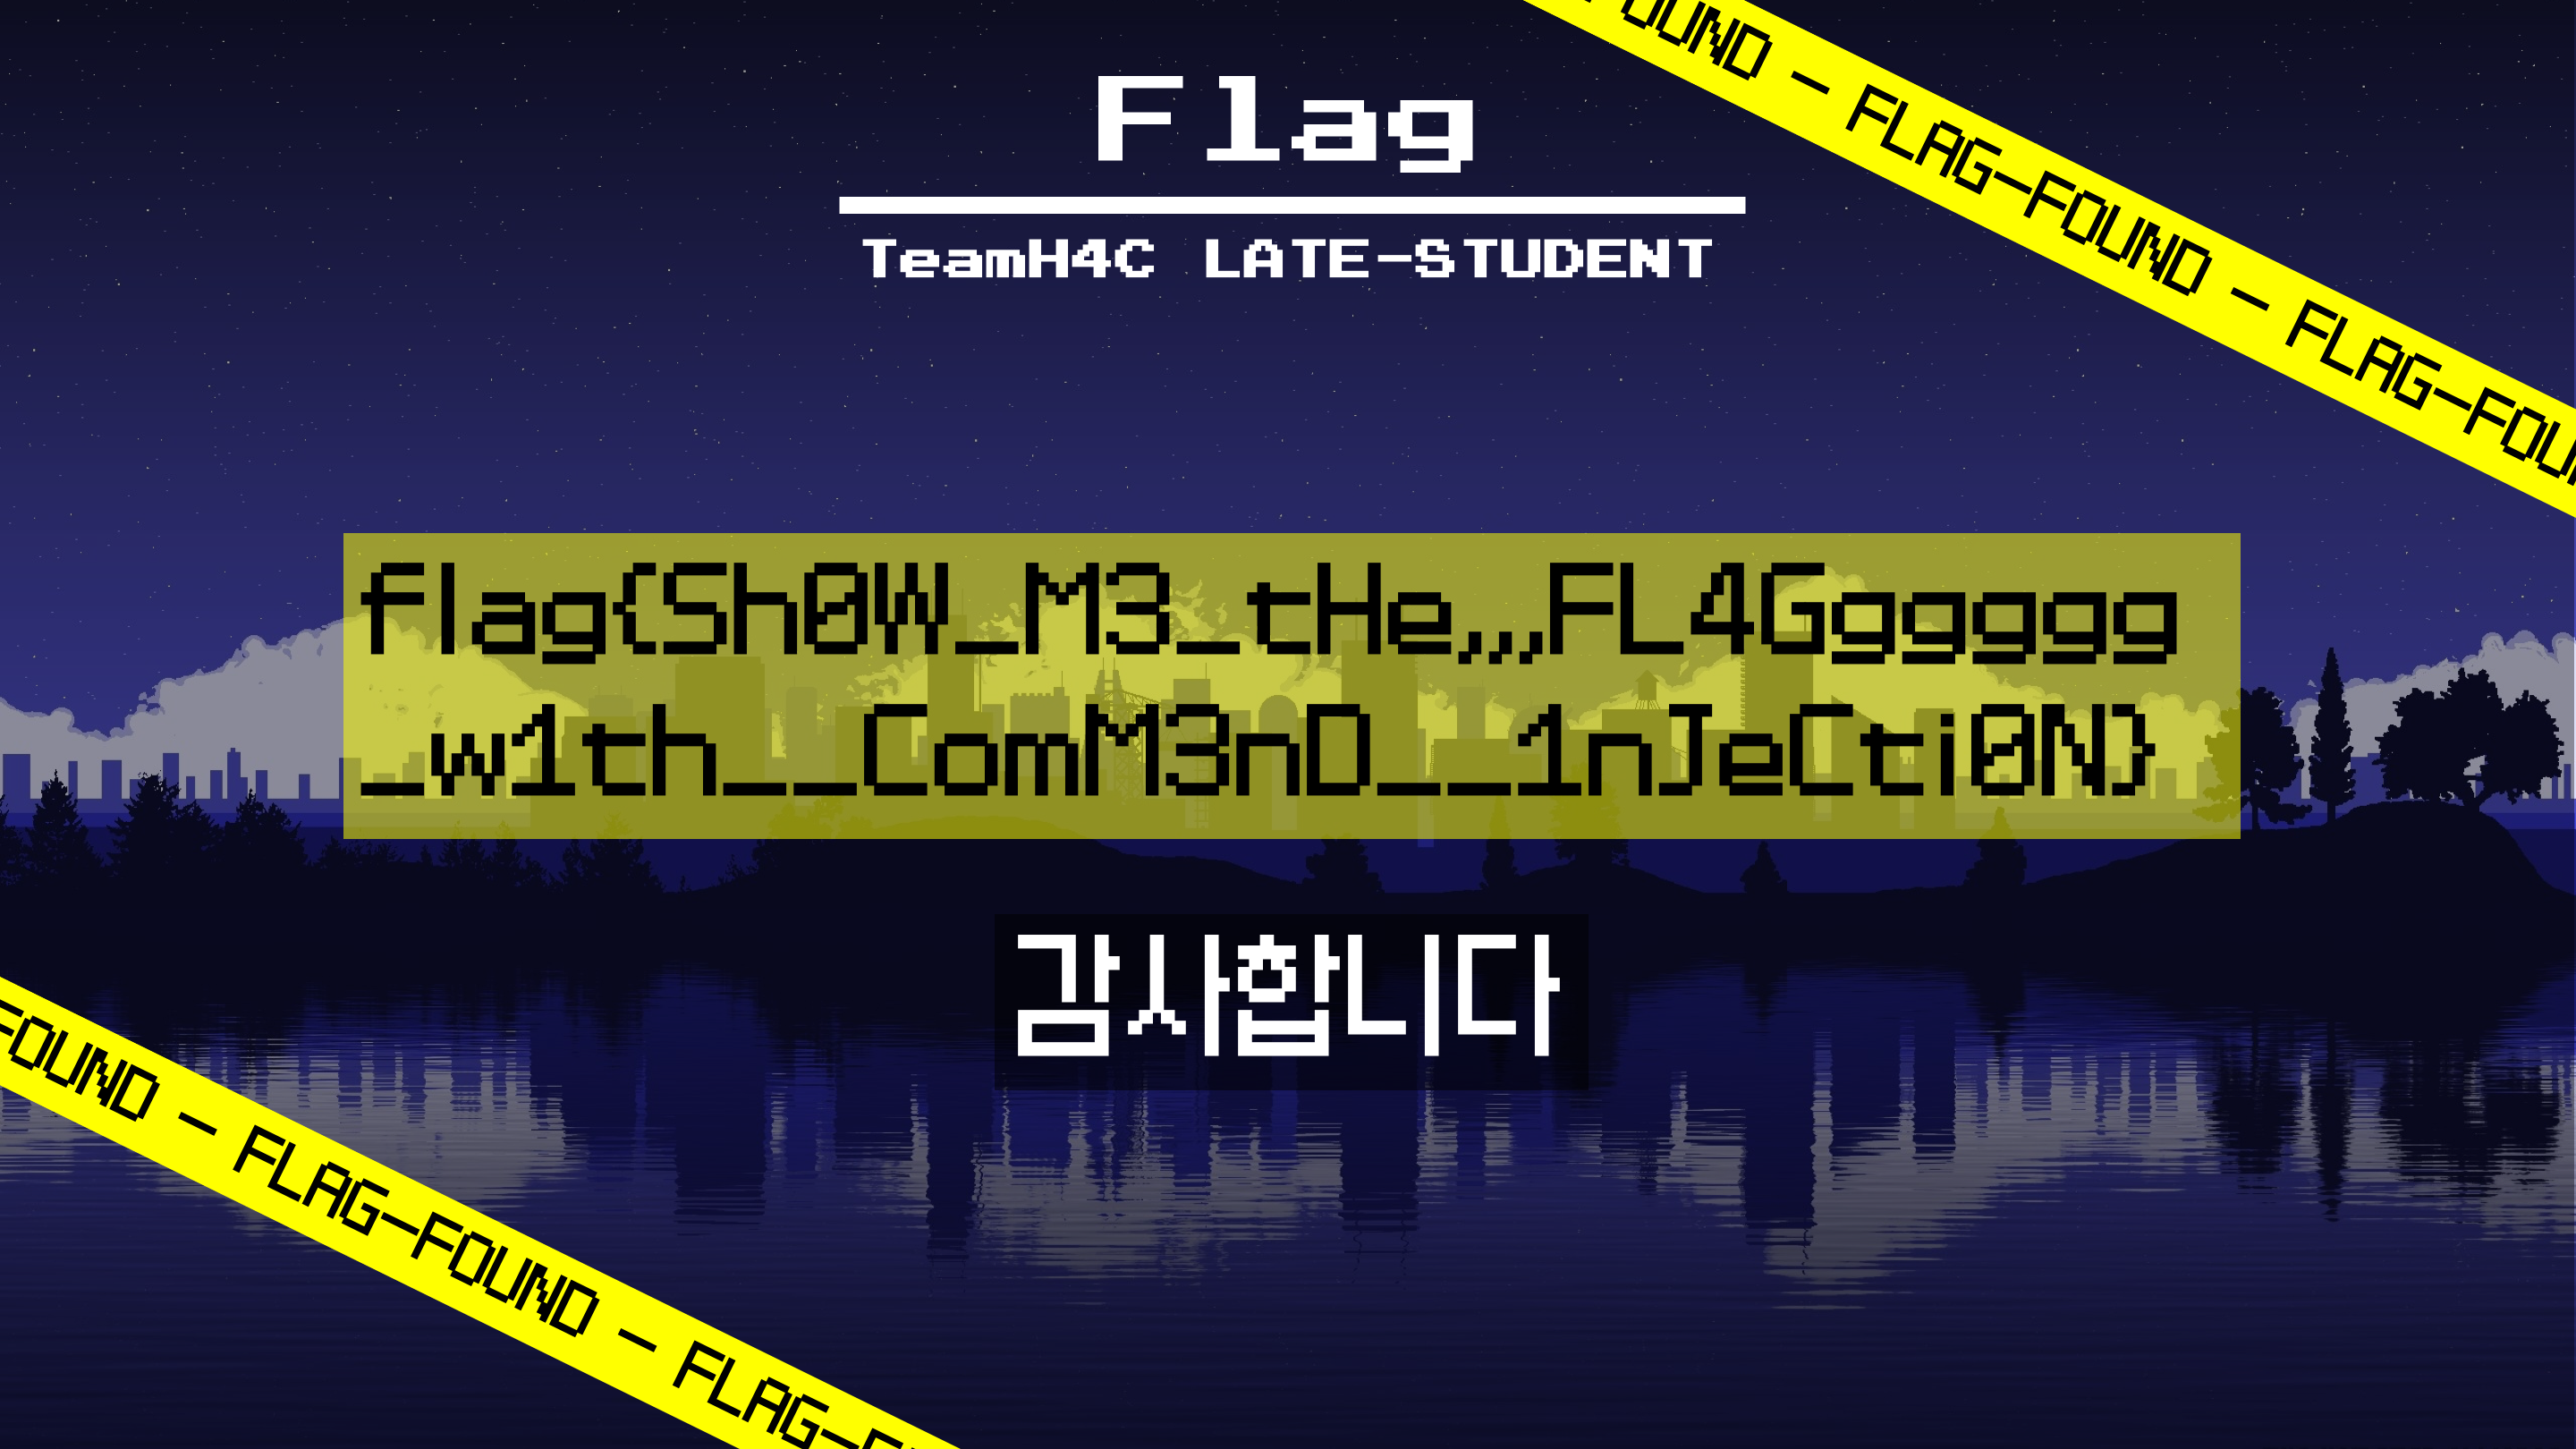 OUND - FLAG-FOUND - FLAG-FOU
Flag
TeamH4C LATE-STUDENT
flag{Sh0W_M3_tHe,,,FL4Gggggg
_w1th__ComM3nD__1nJeCti0N}
감사합니다
FOUND - FLAG-FOUND - FLAG-F